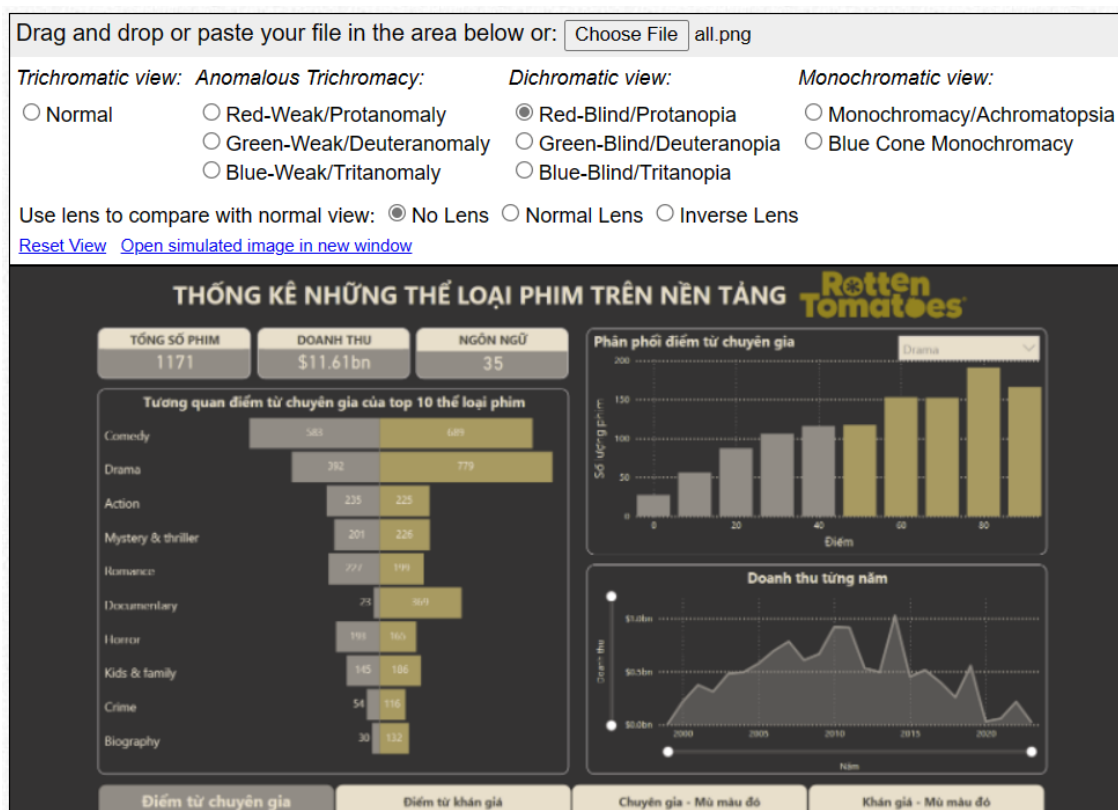 Drag and drop or paste your file in the area below or: Choose File all.png
Trichromatic view: Anomalous Trichromacy: Dichromatic view: Monochromatic view:
Normal Red-Weak/Protanomaly Red-Blind/Protanopia Monochromacy/Achromatopsia
Green-Weak/Deuteranomaly Green-Blind/Deuteranopia Blue Cone Monochromacy
Blue-Weak/Tritanomaly Blue-Blind/Tritanopia
Use lens to compare with normal view: No Lens Normal Lens Inverse Lens
Reset View Open simulated image in new window
THỐNG KÊ NHỮNG THỂ LOẠI PHIM TRÊN NỀN TẢNG
Rotten
Tomatoes
TỔNG SỐ PHIM DOANH THU NGÔN NGỮ
1171 $11.61bn 35
Tương quan điểm từ chuyên gia của top 10 thể loại phim
Comedy 583 689
Drama 392 779
Action 235 225
Mystery & thriller 201 226
Romance 227 199
Documentary 23 369
Horror 193 165
Kids & family 145 186
Crime 54 116
Biography 30 132
Phân phối điểm từ chuyên gia
Drama
Số lượng phim
200
150
100
50
0
0 20 40 60 80
Điểm
Doanh thu từng năm
Doanh thu
$1.0bn
$0.5bn
$0.0bn
2000 2005 2010 2015 2020
Năm
Điểm từ chuyên gia Điểm từ khán giả Chuyên gia - Mù màu đỏ Khán giả - Mù màu đỏ